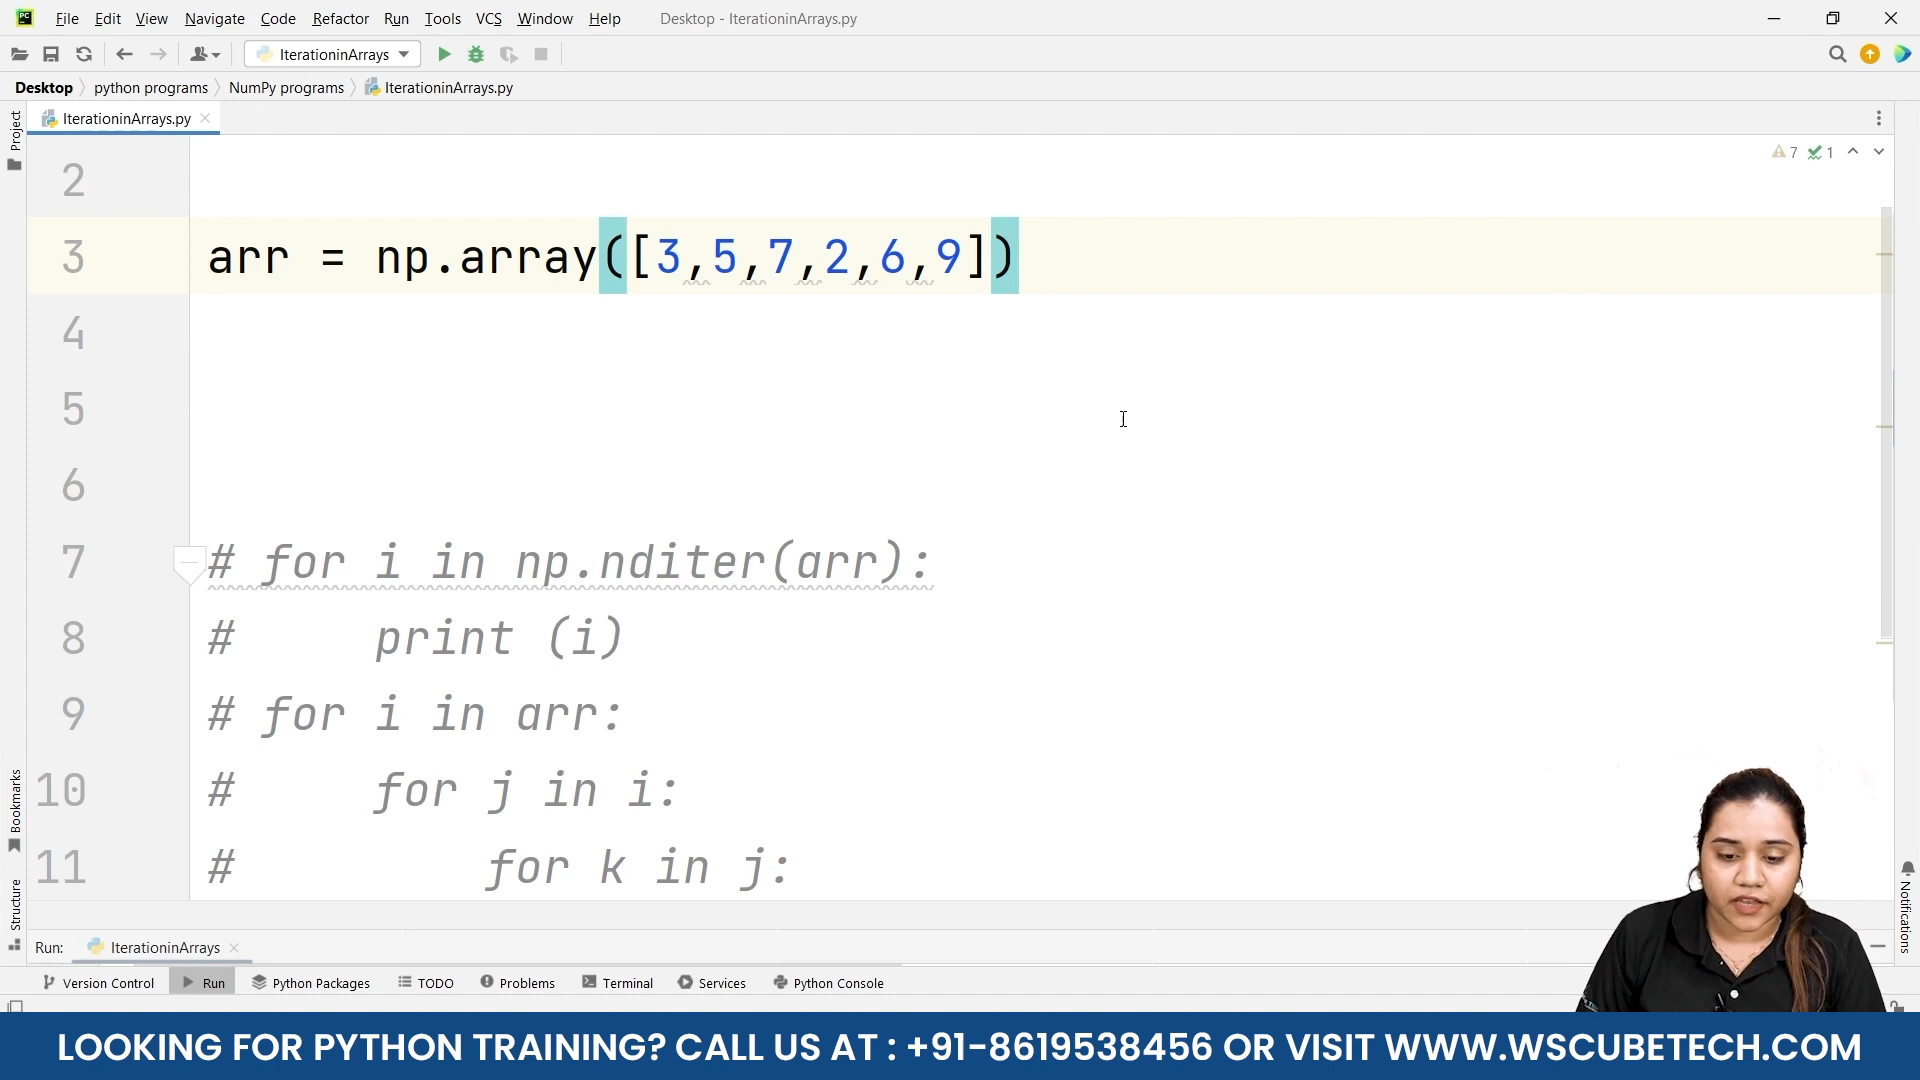 PC File Edit View Navigate Code Refactor Run Tools VCS Window Help Desktop - IterationinArrays.py
IterationinArrays
Desktop python programs NumPy programs IterationinArrays.py
Project
IterationinArrays.py
7 1
2
3 arr = np.array([3,5,7,2,6,9])
4
5
6
7 # for i in np.nditer(arr):
8 # print (i)
9 # for i in arr:
10 # for j in i:
11 # for k in j:
Bookmarks
Structure
Notifications
Run: IterationinArrays
Version Control Run Python Packages TODO Problems Terminal Services Python Console
LOOKING FOR PYTHON TRAINING? CALL US AT : +91-8619538456 OR VISIT WWW.WSCUBETECH.COM